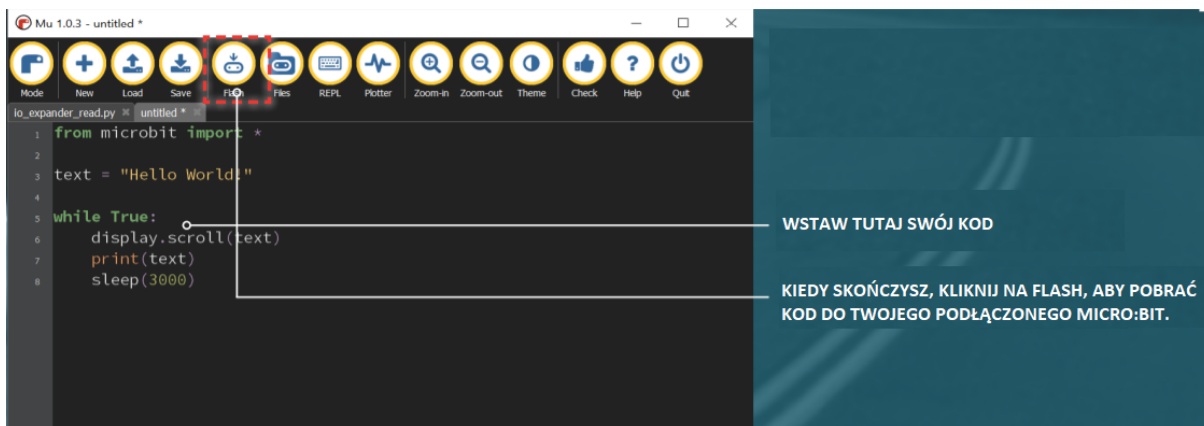 Mu 1.0.3 - untitled *
Mode New Load Save Flash Files REPL Plotter Zoom-in Zoom-out Theme Check Help Quit
io_expander_read.py untitled *
1 from microbit import *
2
3 text = "Hello World!"
4
5 while True:
6 display.scroll(text)
7 print(text)
8 sleep(3000)
WSTAW TUTAJ SWÓJ KOD
KIEDY SKOŃCZYSZ, KLIKNIJ NA FLASH, ABY POBRAĆ
KOD DO TWOJEGO PODŁĄCZONEGO MICRO:BIT.